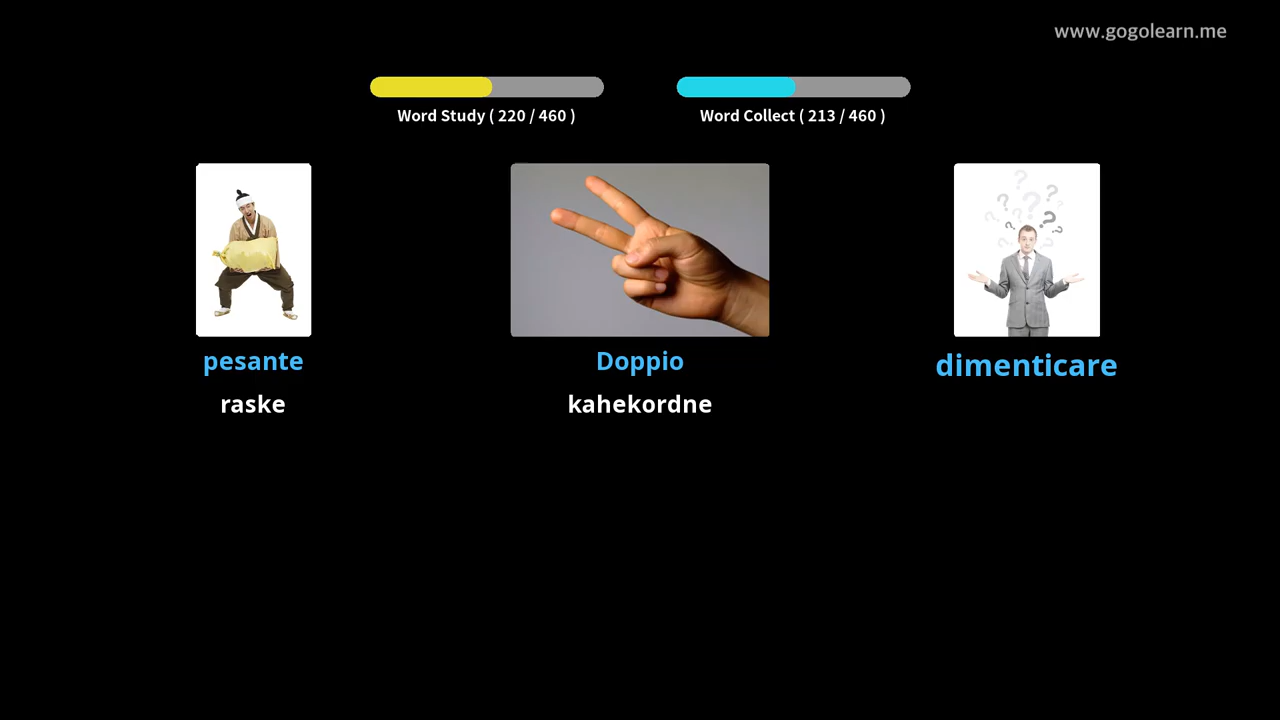 www.gogolearn.me
Word Study ( 220 / 460 )
Word Collect ( 213 / 460 )
pesante
Doppio
dimenticare
raske
kahekordne